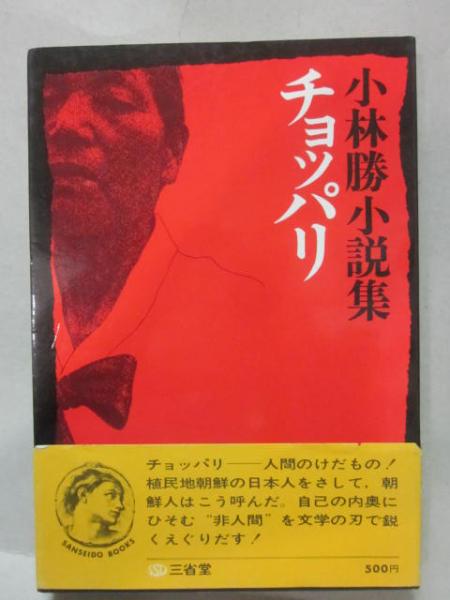 小林勝小説集
チョッパリ
チョッパリ――人間のけだもの！
植民地朝鮮の日本人をさして，朝
鮮人はこう呼んだ。自己の内奥に
ひそむ“非人間”を文学の刃で鋭
くえぐりだす！
SANSEIDO BOOKS
SSD 三省堂
500円